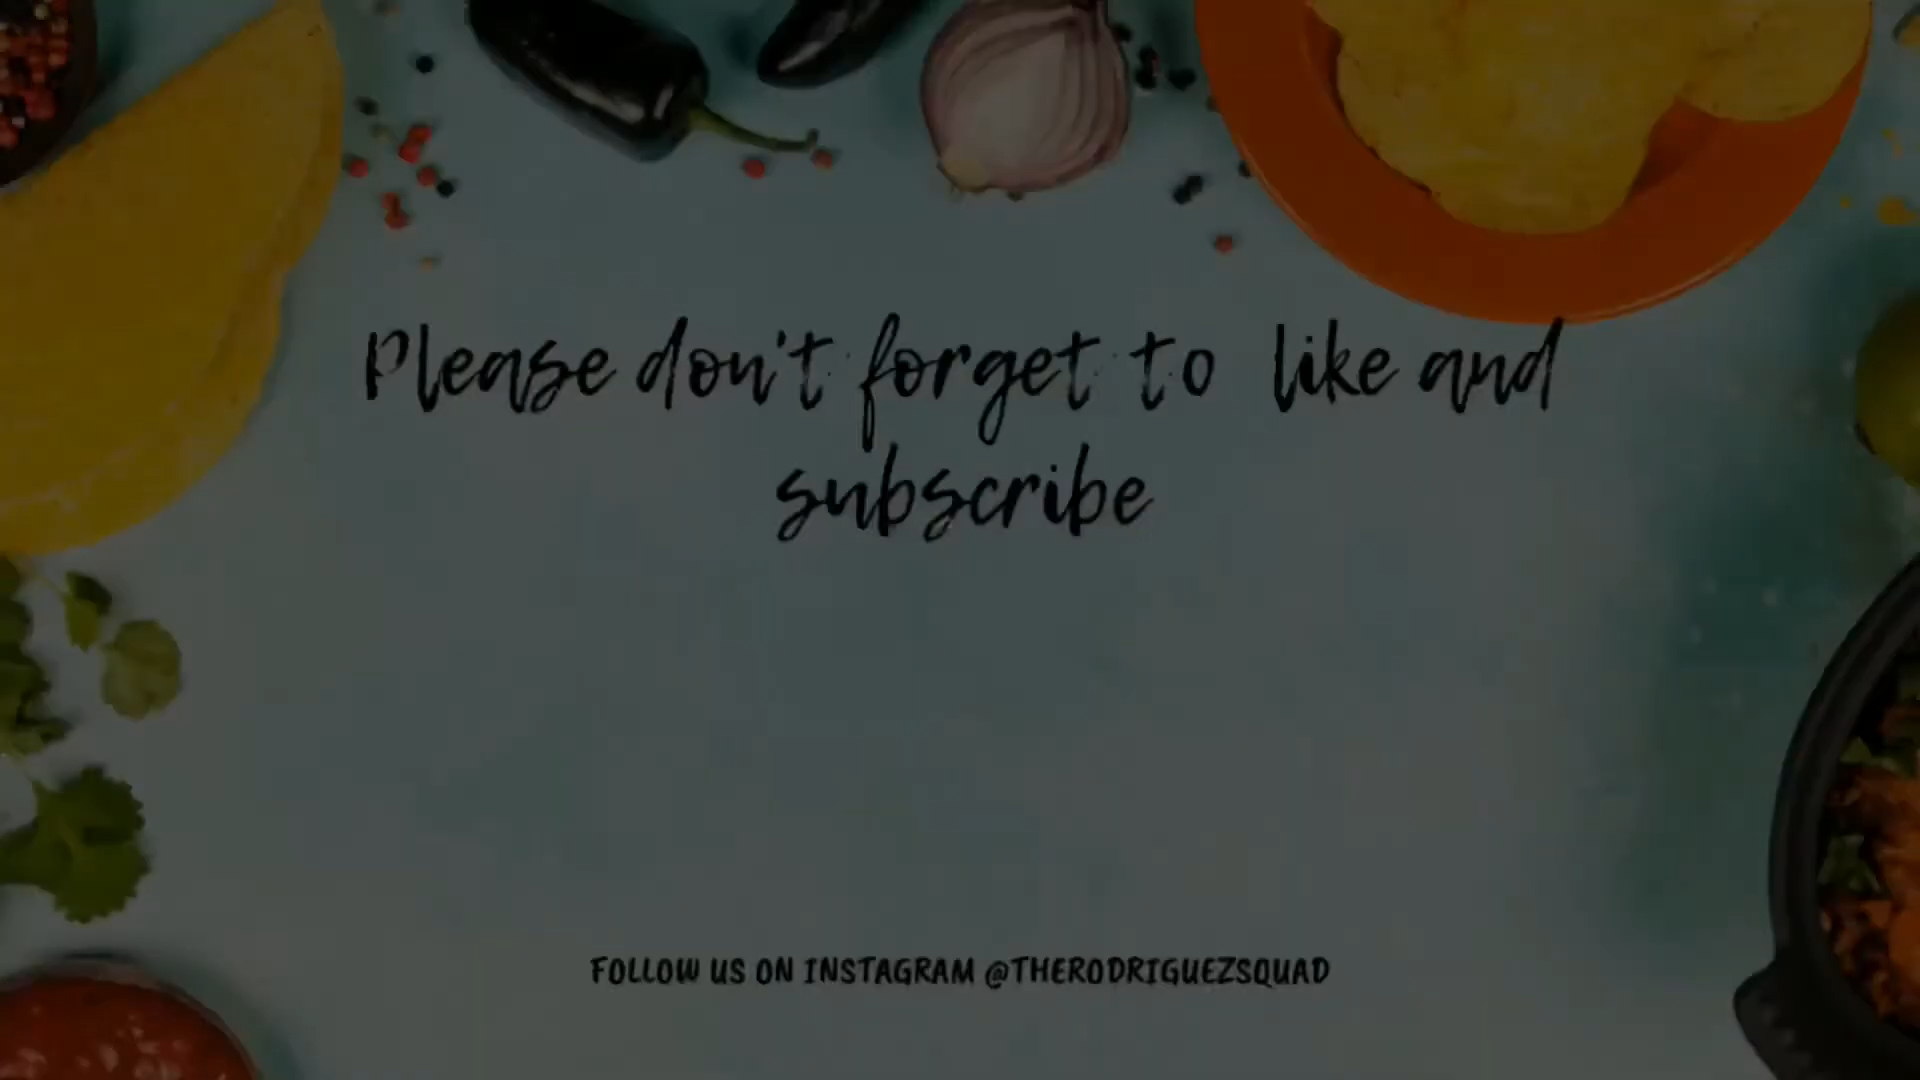 Please don't forget to like and
subscribe
FOLLOW US ON INSTAGRAM @THERODRIGUEZSQUAD